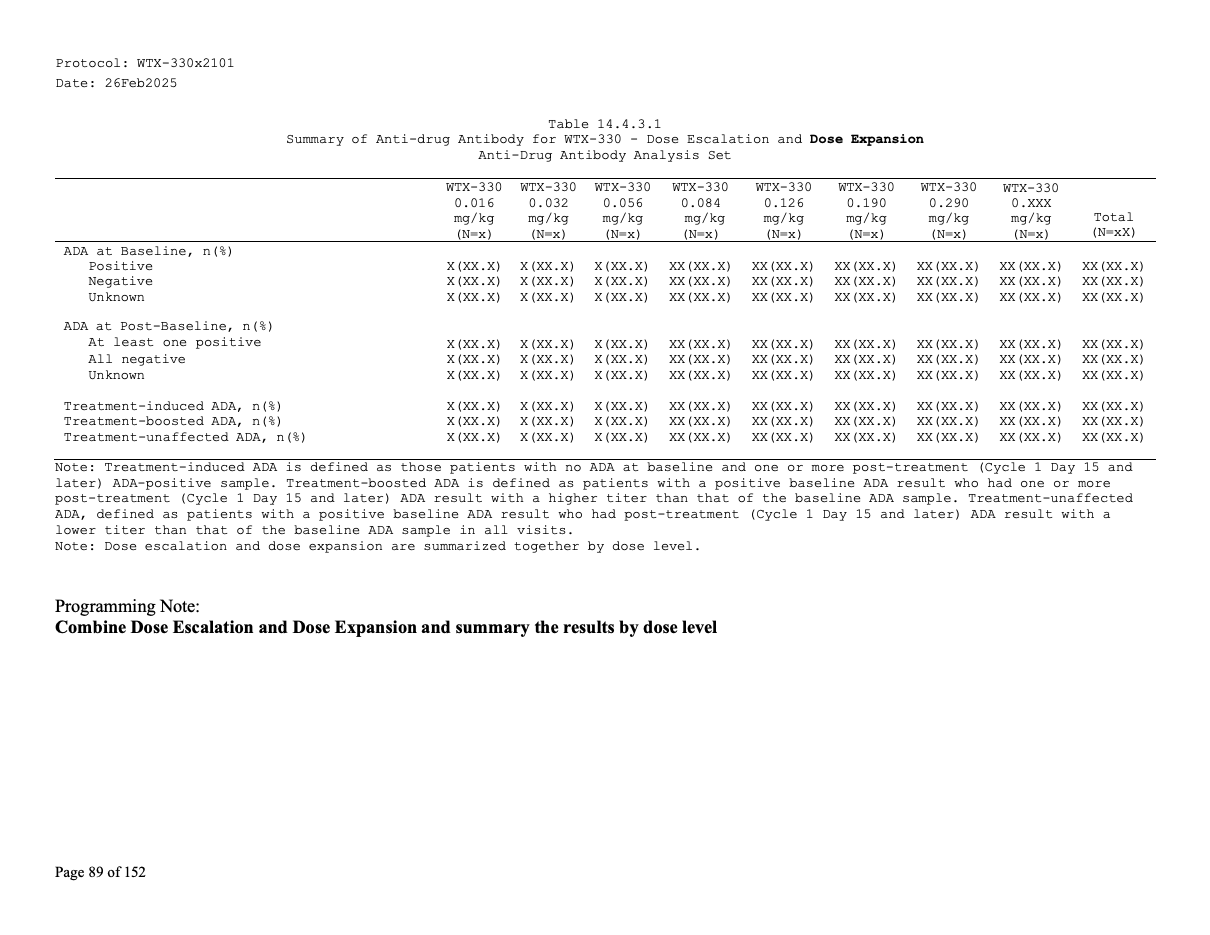 Protocol: WTX-330x2101
Date: 26Feb2025
Table 14.4.3.1
Summary of Anti-drug Antibody for WTX-330 - Dose Escalation and Dose Expansion
Anti-Drug Antibody Analysis Set
WTX-330 WTX-330 WTX-330 WTX-330 WTX-330 WTX-330 WTX-330 WTX-330
0.016 0.032 0.056 0.084 0.126 0.190 0.290 0.XXX
mg/kg mg/kg mg/kg mg/kg mg/kg mg/kg mg/kg mg/kg Total
(N=x) (N=x) (N=x) (N=x) (N=x) (N=x) (N=x) (N=x) (N=xX)
ADA at Baseline, n(%)
Positive X(XX.X) X(XX.X) X(XX.X) XX(XX.X) XX(XX.X) XX(XX.X) XX(XX.X) XX(XX.X) XX(XX.X)
Negative X(XX.X) X(XX.X) X(XX.X) XX(XX.X) XX(XX.X) XX(XX.X) XX(XX.X) XX(XX.X) XX(XX.X)
Unknown X(XX.X) X(XX.X) X(XX.X) XX(XX.X) XX(XX.X) XX(XX.X) XX(XX.X) XX(XX.X) XX(XX.X)
ADA at Post-Baseline, n(%)
At least one positive X(XX.X) X(XX.X) X(XX.X) XX(XX.X) XX(XX.X) XX(XX.X) XX(XX.X) XX(XX.X) XX(XX.X)
All negative X(XX.X) X(XX.X) X(XX.X) XX(XX.X) XX(XX.X) XX(XX.X) XX(XX.X) XX(XX.X) XX(XX.X)
Unknown X(XX.X) X(XX.X) X(XX.X) XX(XX.X) XX(XX.X) XX(XX.X) XX(XX.X) XX(XX.X) XX(XX.X)
Treatment-induced ADA, n(%) X(XX.X) X(XX.X) X(XX.X) XX(XX.X) XX(XX.X) XX(XX.X) XX(XX.X) XX(XX.X) XX(XX.X)
Treatment-boosted ADA, n(%) X(XX.X) X(XX.X) X(XX.X) XX(XX.X) XX(XX.X) XX(XX.X) XX(XX.X) XX(XX.X) XX(XX.X)
Treatment-unaffected ADA, n(%) X(XX.X) X(XX.X) X(XX.X) XX(XX.X) XX(XX.X) XX(XX.X) XX(XX.X) XX(XX.X) XX(XX.X)
Note: Treatment-induced ADA is defined as those patients with no ADA at baseline and one or more post-treatment (Cycle 1 Day 15 and
later) ADA-positive sample. Treatment-boosted ADA is defined as patients with a positive baseline ADA result who had one or more
post-treatment (Cycle 1 Day 15 and later) ADA result with a higher titer than that of the baseline ADA sample. Treatment-unaffected
ADA, defined as patients with a positive baseline ADA result who had post-treatment (Cycle 1 Day 15 and later) ADA result with a
lower titer than that of the baseline ADA sample in all visits.
Note: Dose escalation and dose expansion are summarized together by dose level.
Programming Note:
Combine Dose Escalation and Dose Expansion and summary the results by dose level
Page 89 of 152